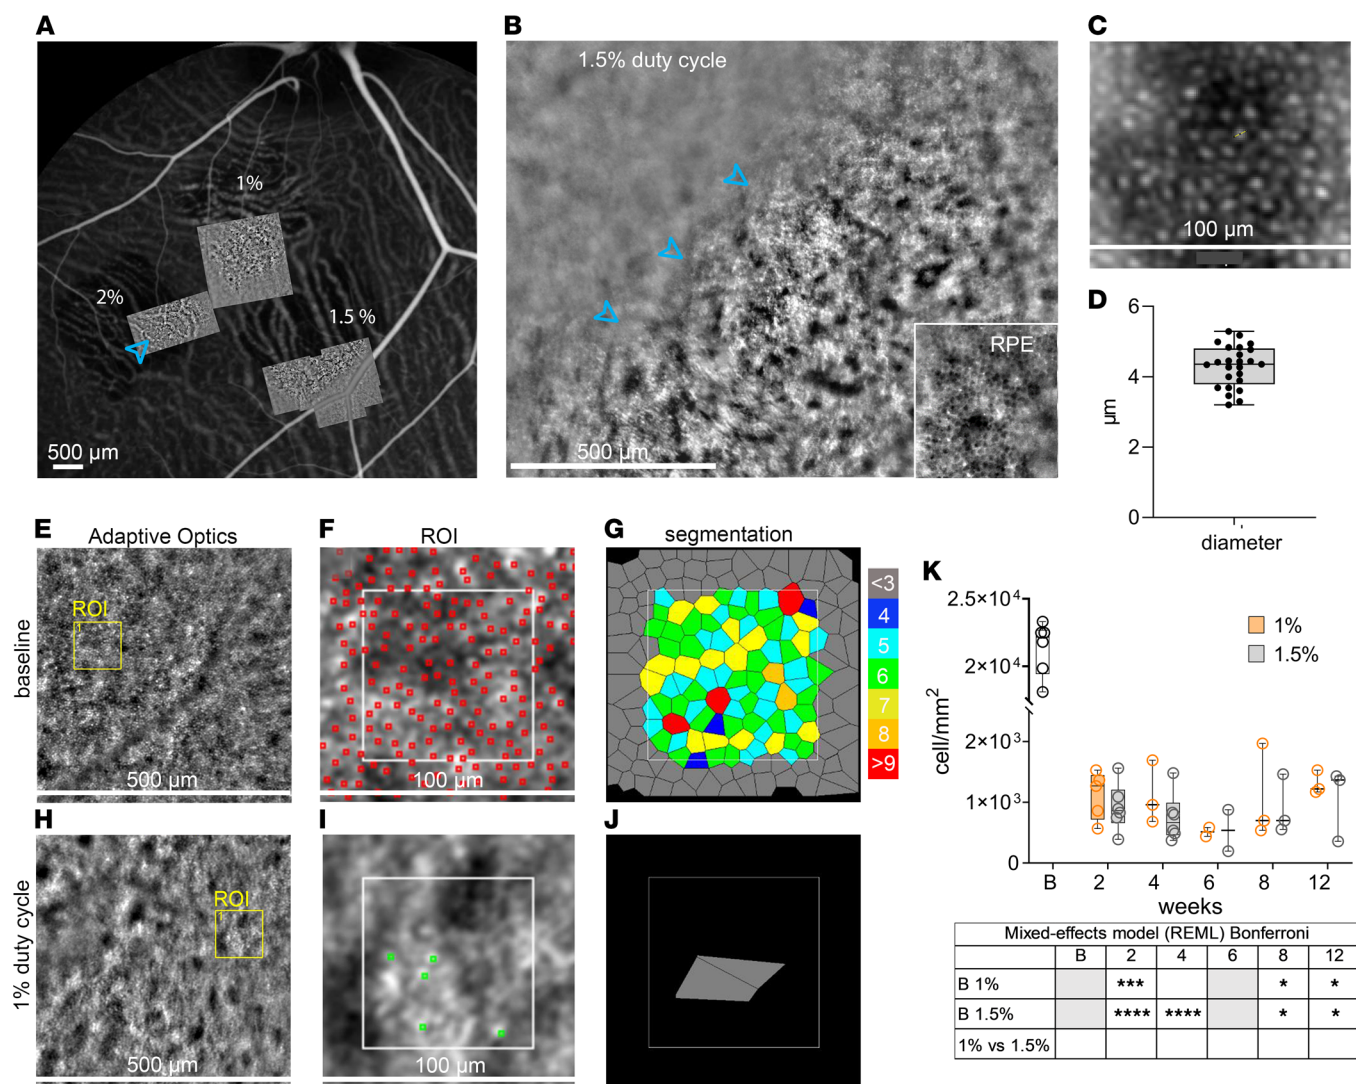 A
1%
2%
1.5 %
500 µm
B
1.5% duty cycle
RPE
500 µm
C
100 µm
D
6
4
2
0
µm
diameter
E
Adaptive Optics
baseline
ROI
1
500 µm
F
ROI
100 µm
G
segmentation
<3
4
5
6
7
8
>9
H
1% duty cycle
ROI
1
500 µm
I
100 µm
J
K
2.5×10⁴
2×10⁴
2×10³
1×10³
0
cell/mm²
1%
1.5%
B 2 4 6 8 12
weeks
Mixed-effects model (REML) Bonferroni
B 2 4 6 8 12
B 1% *** * *
B 1.5% **** **** * *
1% vs 1.5%